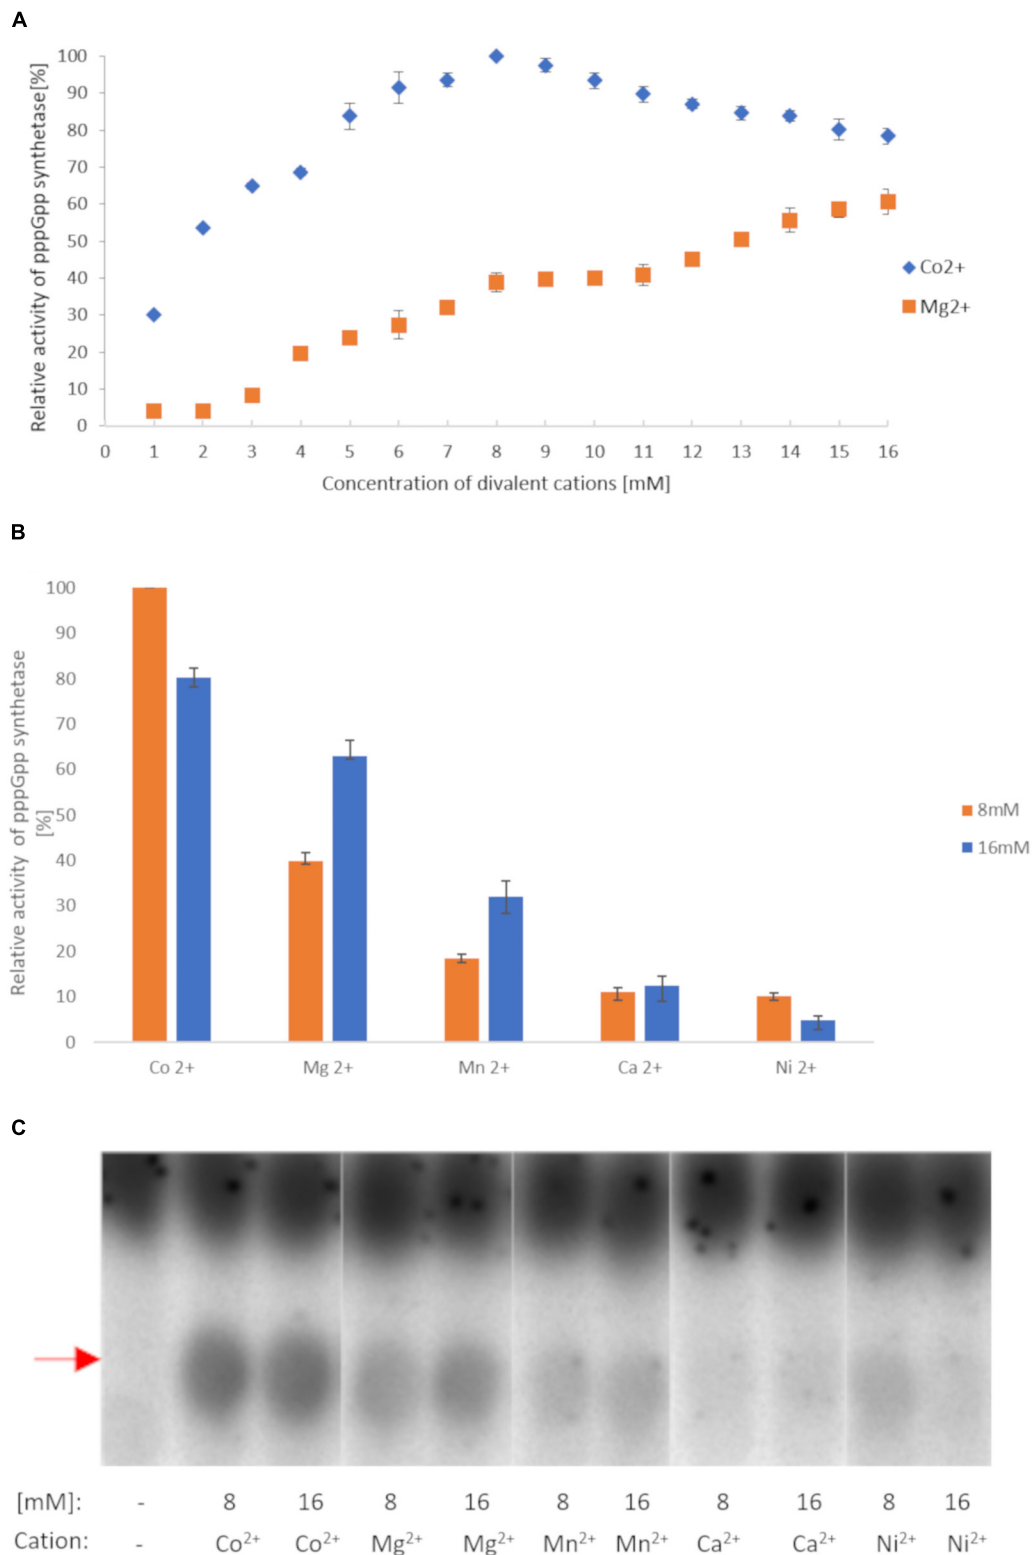 A
Relative activity of pppGpp synthetase[%]
100
90
80
70
60
50
40
30
20
10
0
0 1 2 3 4 5 6 7 8 9 10 11 12 13 14 15 16
Concentration of divalent cations [mM]
Co2+
Mg2+
B
Relative activity of pppGpp synthetase
[%]
100
90
80
70
60
50
40
30
20
10
0
Co 2+ Mg 2+ Mn 2+ Ca 2+ Ni 2+
8mM
16mM
C
[mM]: - 8 16 8 16 8 16 8 16 8 16
Cation: - Co²⁺ Co²⁺ Mg²⁺ Mg²⁺ Mn²⁺ Mn²⁺ Ca²⁺ Ca²⁺ Ni²⁺ Ni²⁺